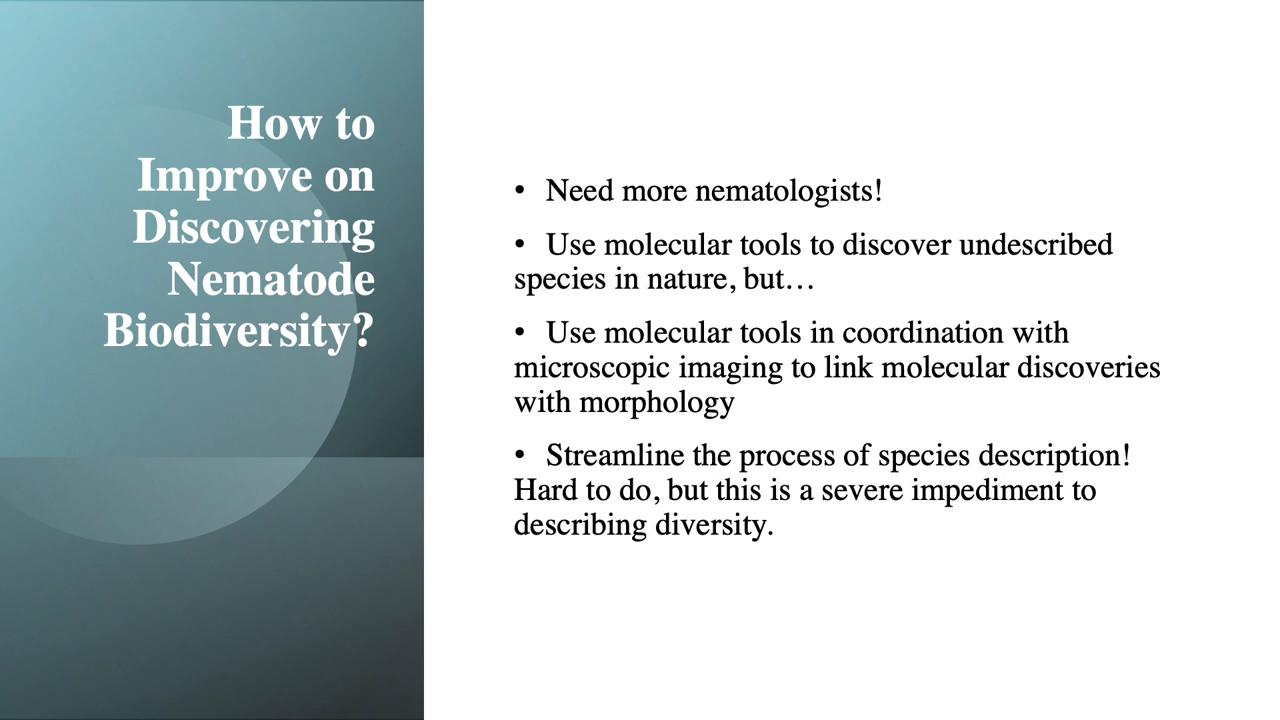 How to
Improve on
Discovering
Nematode
Biodiversity?
• Need more nematologists!
• Use molecular tools to discover undescribed
species in nature, but…
• Use molecular tools in coordination with
microscopic imaging to link molecular discoveries
with morphology
• Streamline the process of species description!
Hard to do, but this is a severe impediment to
describing diversity.